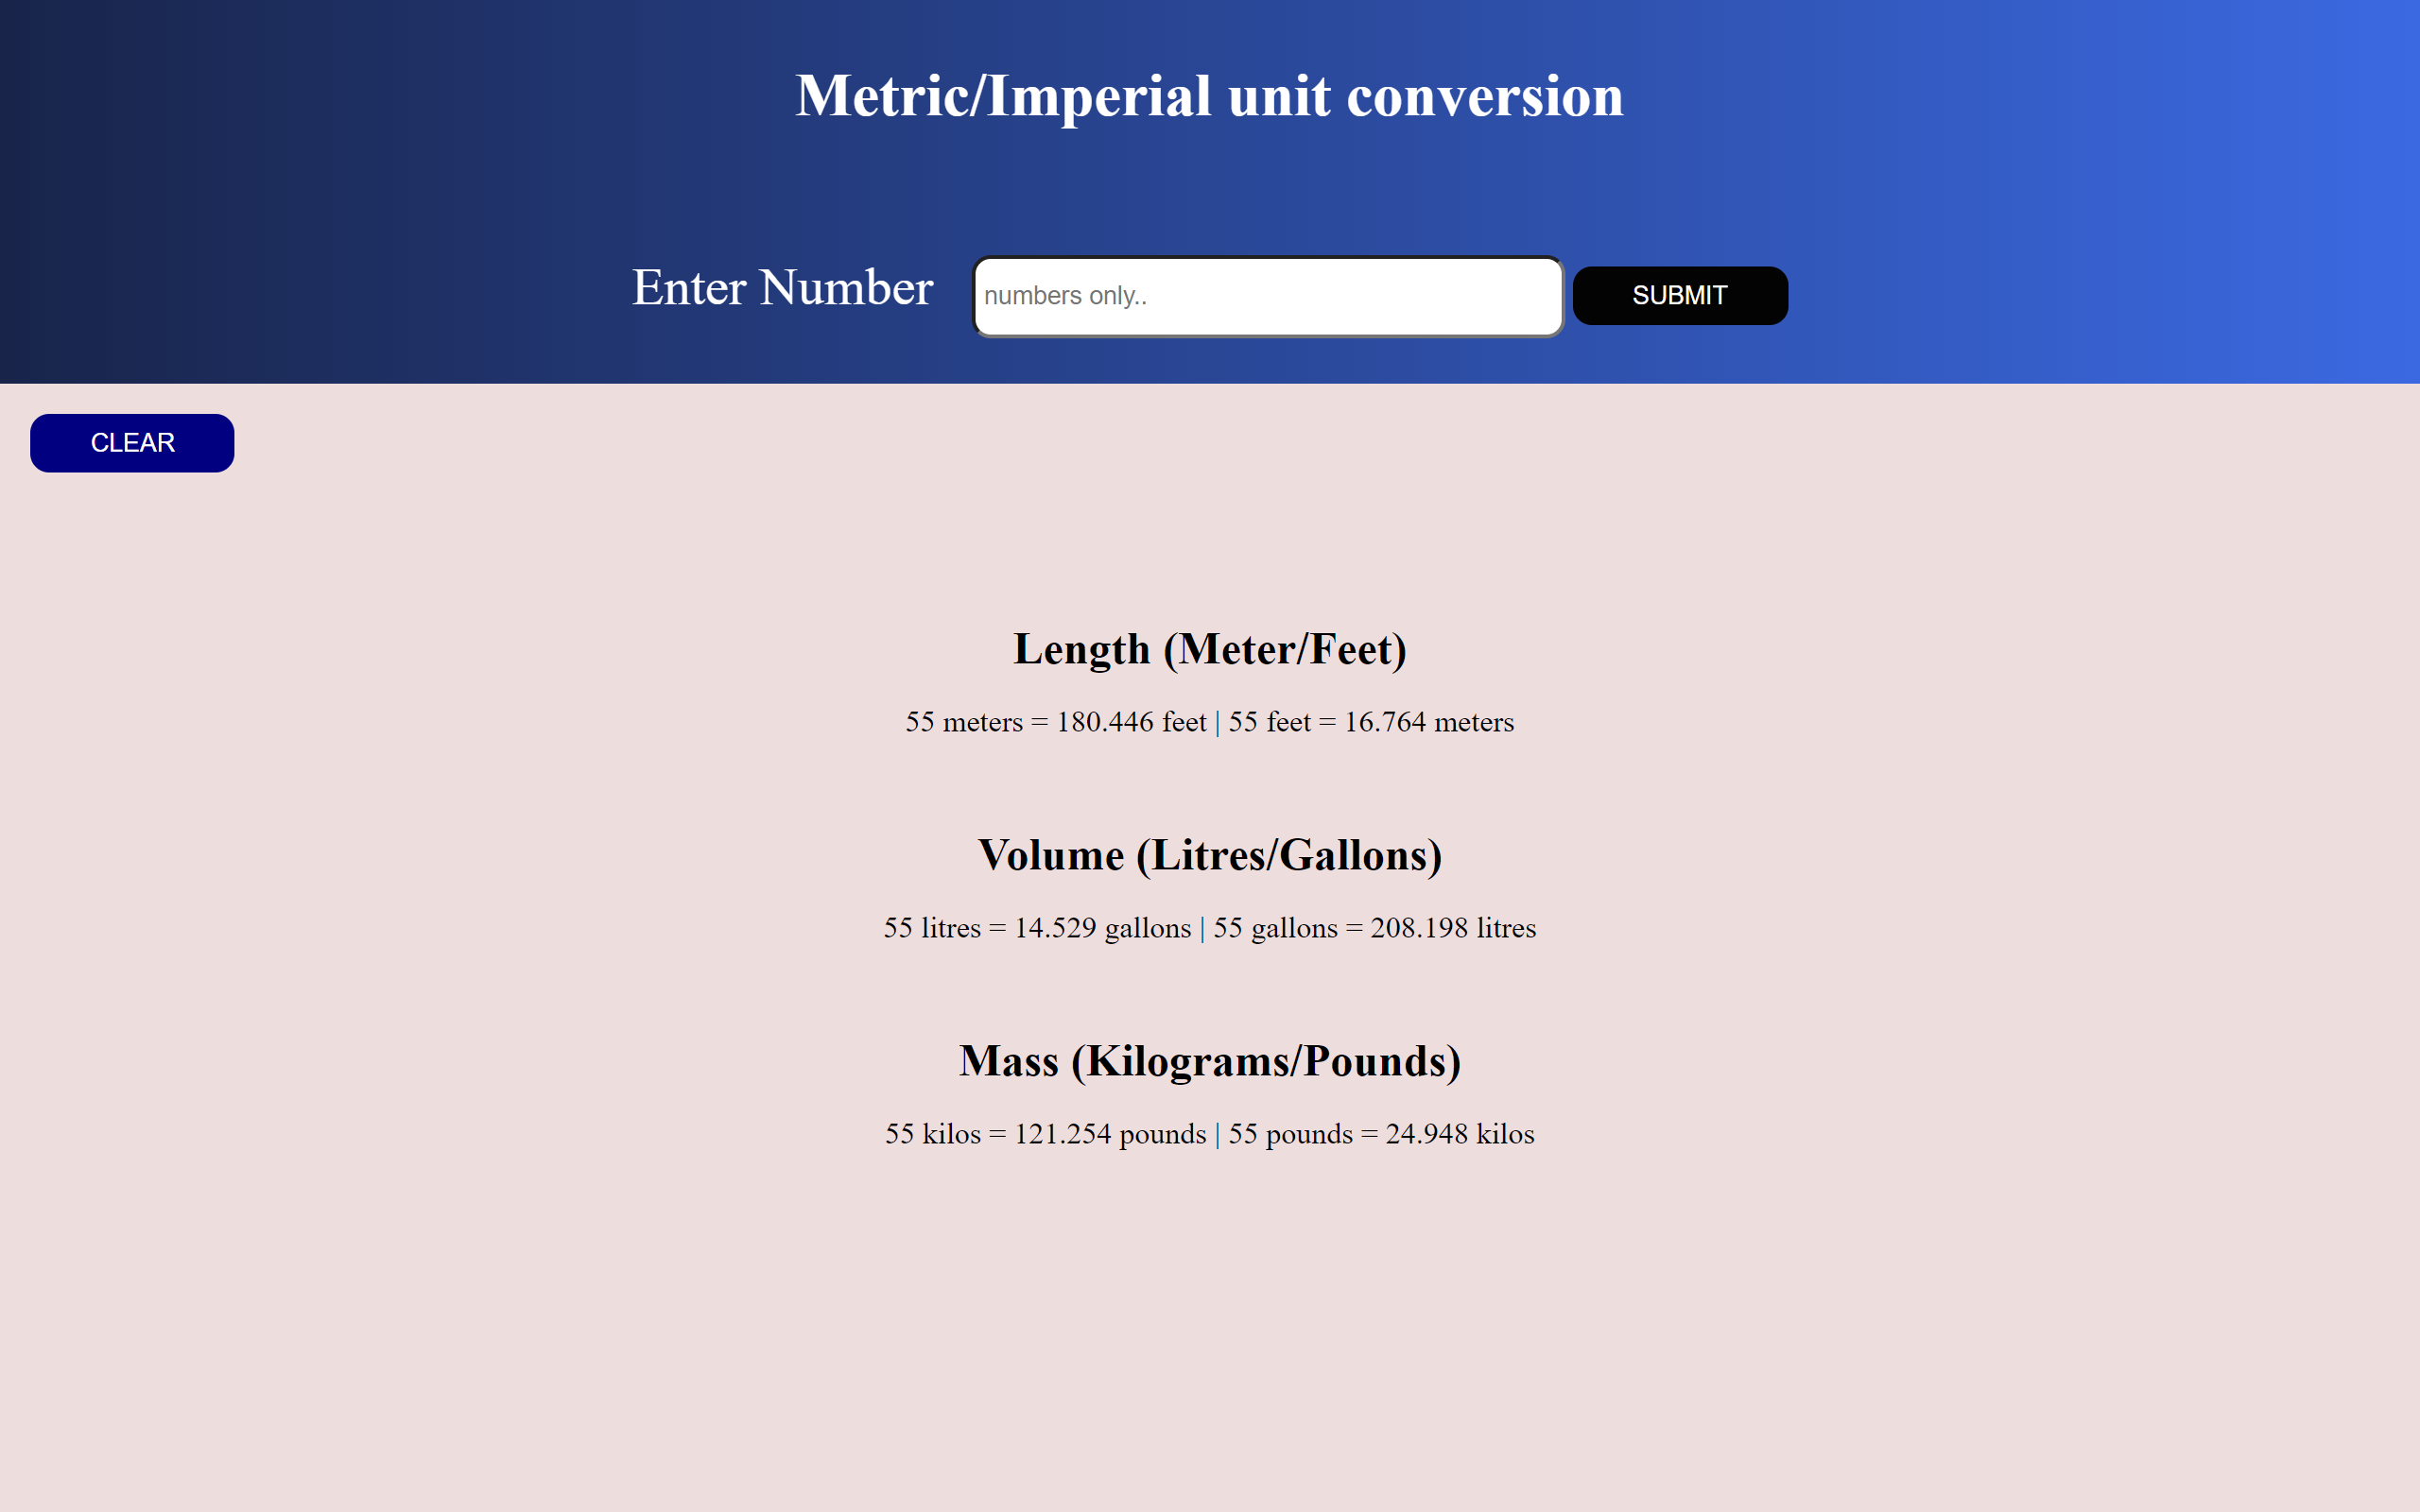 Metric/Imperial unit conversion
Enter Number
numbers only..
SUBMIT
CLEAR
Length (Meter/Feet)
55 meters = 180.446 feet | 55 feet = 16.764 meters
Volume (Litres/Gallons)
55 litres = 14.529 gallons | 55 gallons = 208.198 litres
Mass (Kilograms/Pounds)
55 kilos = 121.254 pounds | 55 pounds = 24.948 kilos